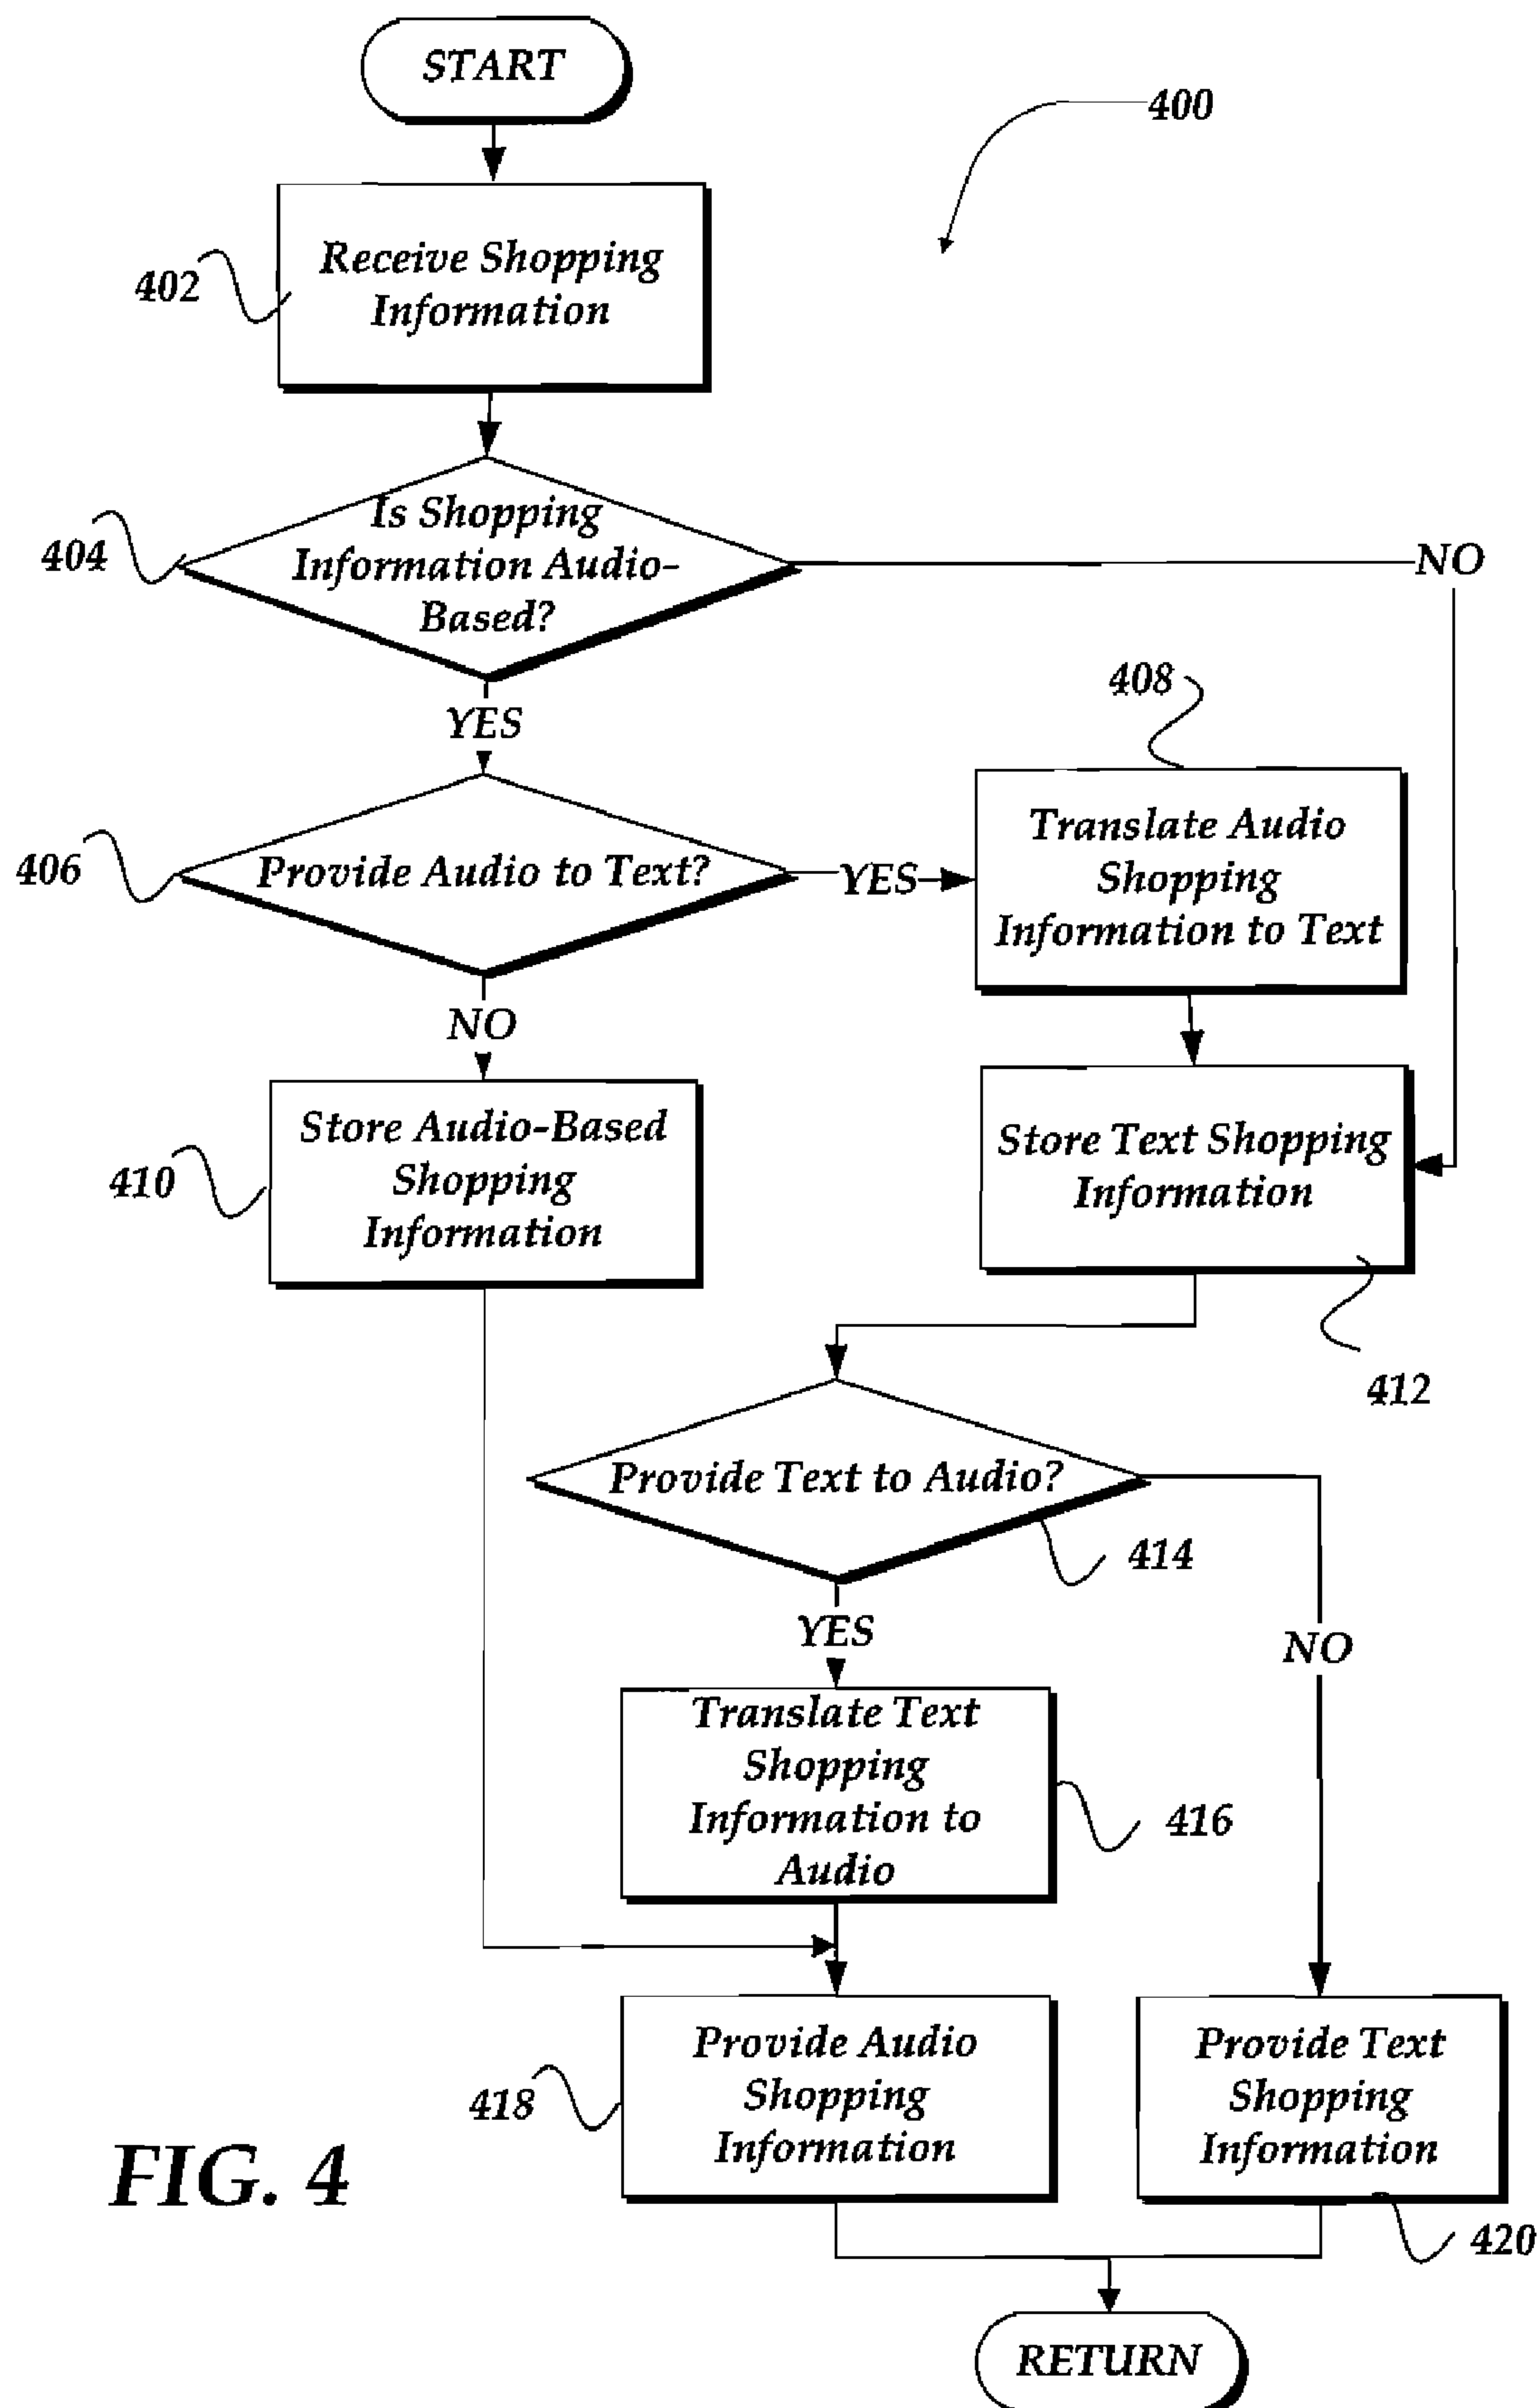 START
400
Receive Shopping
Information
402
Is Shopping
Information Audio-
Based?
404
NO
YES
408
406
Provide Audio to Text?
YES
Translate Audio
Shopping
Information to Text
NO
Store Audio-Based
Shopping
Information
410
Store Text Shopping
Information
412
Provide Text to Audio?
414
YES
NO
Translate Text
Shopping
Information to
Audio
416
Provide Audio
Shopping
Information
418
Provide Text
Shopping
Information
420
FIG. 4
RETURN